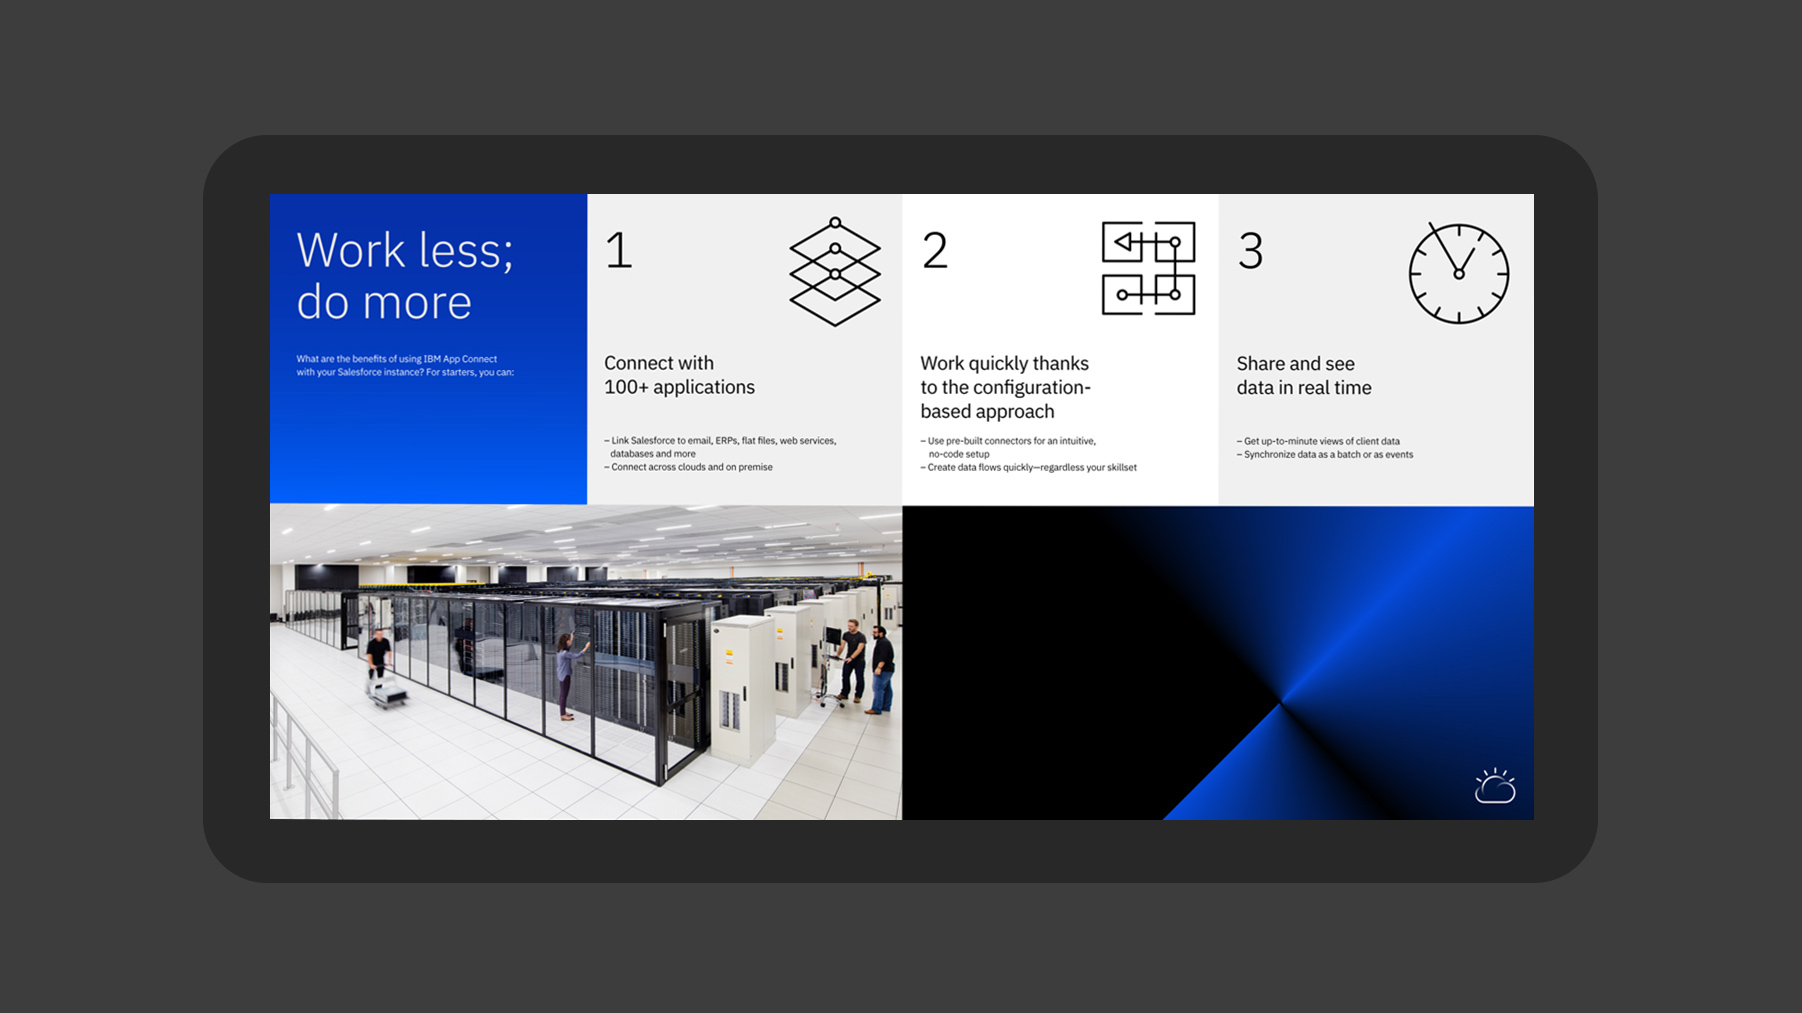 Work less;
do more
What are the benefits of using IBM App Connect
with your Salesforce instance? For starters, you can:
1
Connect with
100+ applications
– Link Salesforce to email, ERPs, flat files, web services,
databases and more
– Connect across clouds and on premise
2
Work quickly thanks
to the configuration-
based approach
– Use pre-built connectors for an intuitive,
no-code setup
– Create data flows quickly—regardless your skillset
3
Share and see
data in real time
– Get up-to-minute views of client data
– Synchronize data as a batch or as events